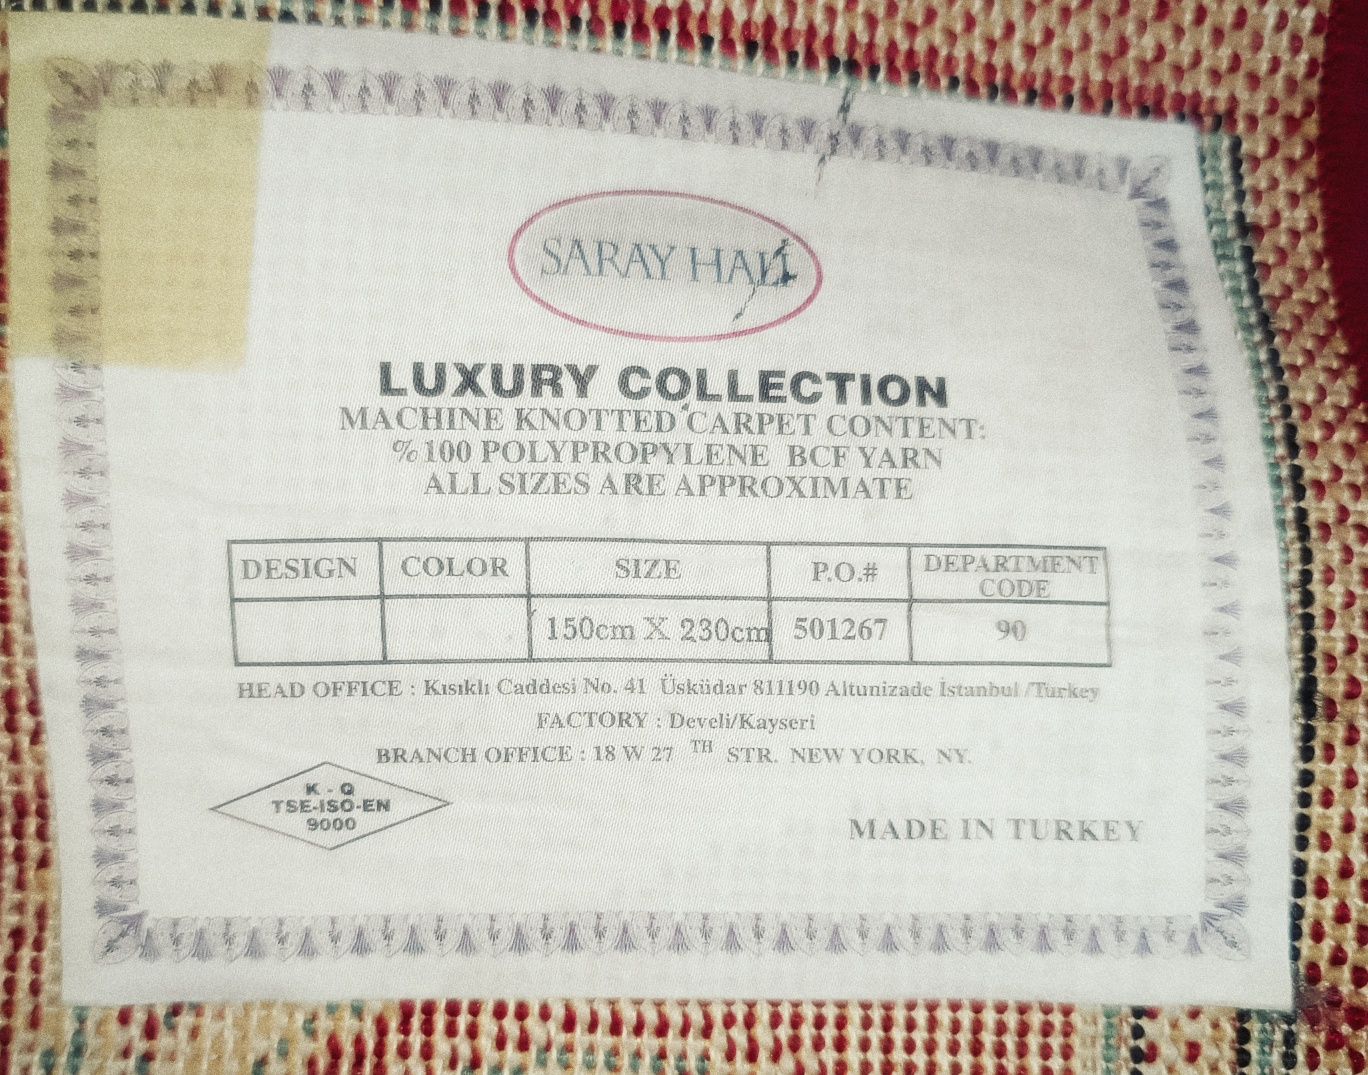 SARAY HALI
LUXURY COLLECTION
MACHINE KNOTTED CARPET CONTENT:
%100 POLYPROPYLENE BCF YARN
ALL SIZES ARE APPROXIMATE
DESIGN COLOR SIZE P.O.# DEPARTMENT CODE
150cm X 230cm 501267 90
HEAD OFFICE : Kısıklı Caddesi No. 41 Üsküdar 811190 Altunizade İstanbul /Turkey
FACTORY : Develi/Kayseri
BRANCH OFFICE : 18 W 27 TH STR. NEW YORK, NY.
K - Q
TSE-ISO-EN
9000
MADE IN TURKEY